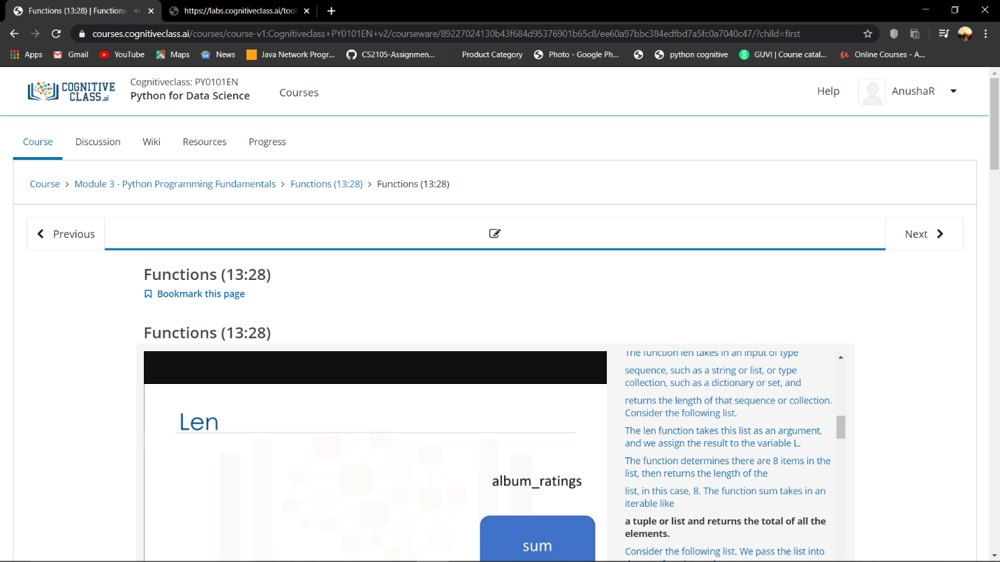 Functions (13:28) | Functions
https://labs.cognitiveclass.ai/tool
courses.cognitiveclass.ai/courses/course-v1:Cognitiveclass+PY0101EN+v2/courseware/89227024130b43f684d95376901b65c8/ee60a97bbc384edfbd7a5fc0a7040c47/?child=first
Apps Gmail YouTube Maps News Java Network Progr... CS2105-Assignmen... Product Category Photo - Google Ph... python cognitive GUVI | Course catal... Online Courses - A...
COGNITIVE
CLASS.ai
Cognitiveclass: PY0101EN
Python for Data Science
Courses
Help
AnushaR
Course Discussion Wiki Resources Progress
Course > Module 3 - Python Programming Fundamentals > Functions (13:28) > Functions (13:28)
Previous
Next
Functions (13:28)
Bookmark this page
Functions (13:28)
Len
album_ratings
sum
The function len takes in an input of type
sequence, such as a string or list, or type
collection, such as a dictionary or set, and
returns the length of that sequence or collection.
Consider the following list.
The len function takes this list as an argument,
and we assign the result to the variable L.
The function determines there are 8 items in the
list, then returns the length of the
list, in this case, 8. The function sum takes in an
iterable like
a tuple or list and returns the total of all the
elements.
Consider the following list. We pass the list into